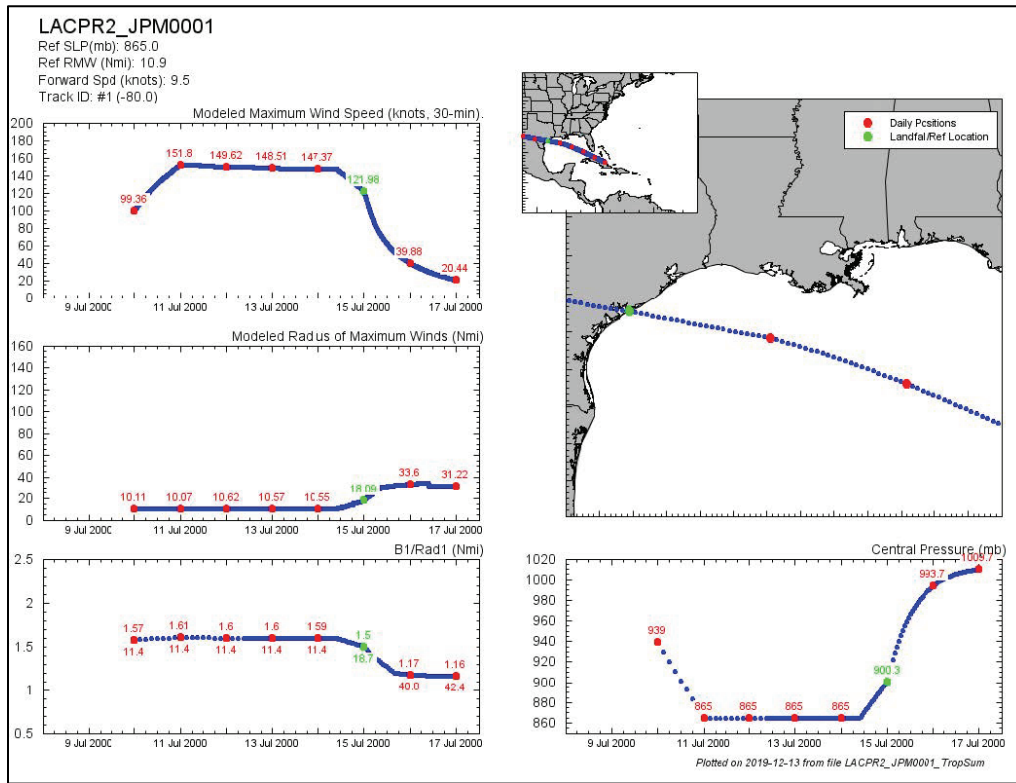 LACPR2_JPM0001
Ref SLP(mb): 865.0
Ref RMW (Nmi): 10.9
Forward Spd (knots): 9.5
Track ID: #1 (-80.0)
Modeled Maximum Wind Speed (knots, 30-min).
200
180
160
140
120
100
80
60
40
20
0
99.36
151.8
149.62
148.51
147.37
121.98
39.88
20.44
9 Jul 2000
11 Jul 2000
13 Jul 2000
15 Jul 2000
17 Jul 2000
Modeled Radius of Maximum Winds (Nmi)
160
140
120
100
80
60
40
20
0
10.11
10.07
10.62
10.57
10.55
18.09
33.6
31.22
9 Jul 2000
11 Jul 2000
13 Jul 2000
15 Jul 2000
17 Jul 2000
B1/Rad1 (Nmi)
2.5
2
1.5
1
0.5
1.57
1.61
1.6
1.6
1.59
1.5
1.17
1.16
11.4
11.4
11.4
11.4
11.4
18.7
40.0
42.4
9 Jul 2000
11 Jul 2000
13 Jul 2000
15 Jul 2000
17 Jul 2000
Daily Positions
Landfal/Ref Location
Central Pressure (mb)
1020
1000
980
960
940
920
900
880
860
939
865
865
865
865
900.3
993.7
1009.7
9 Jul 2000
11 Jul 2000
13 Jul 2000
15 Jul 2000
17 Jul 2000
Plotted on 2019-12-13 from file LACPR2_JPM0001_TropSum